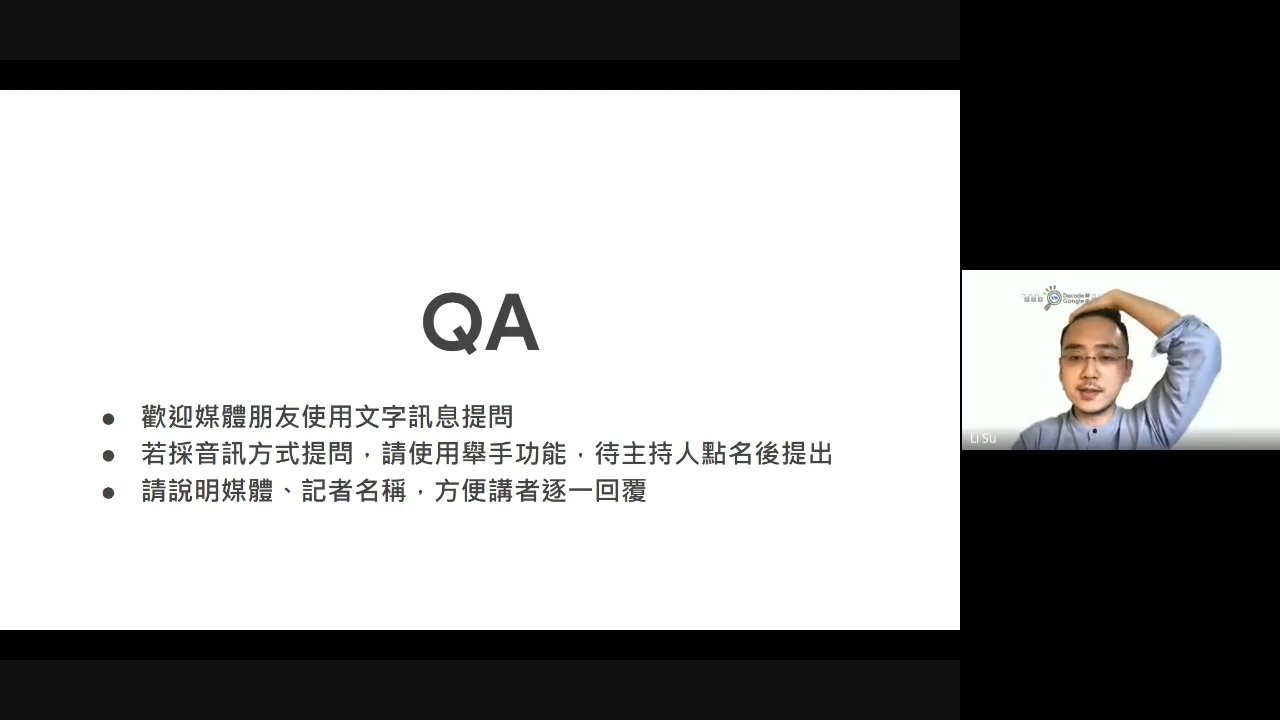 QA
● 歡迎媒體朋友使用文字訊息提問
● 若採音訊方式提問，請使用舉手功能，待主持人點名後提出
● 請說明媒體、記者名稱，方便講者逐一回覆
Decode 解
Google
Li Su